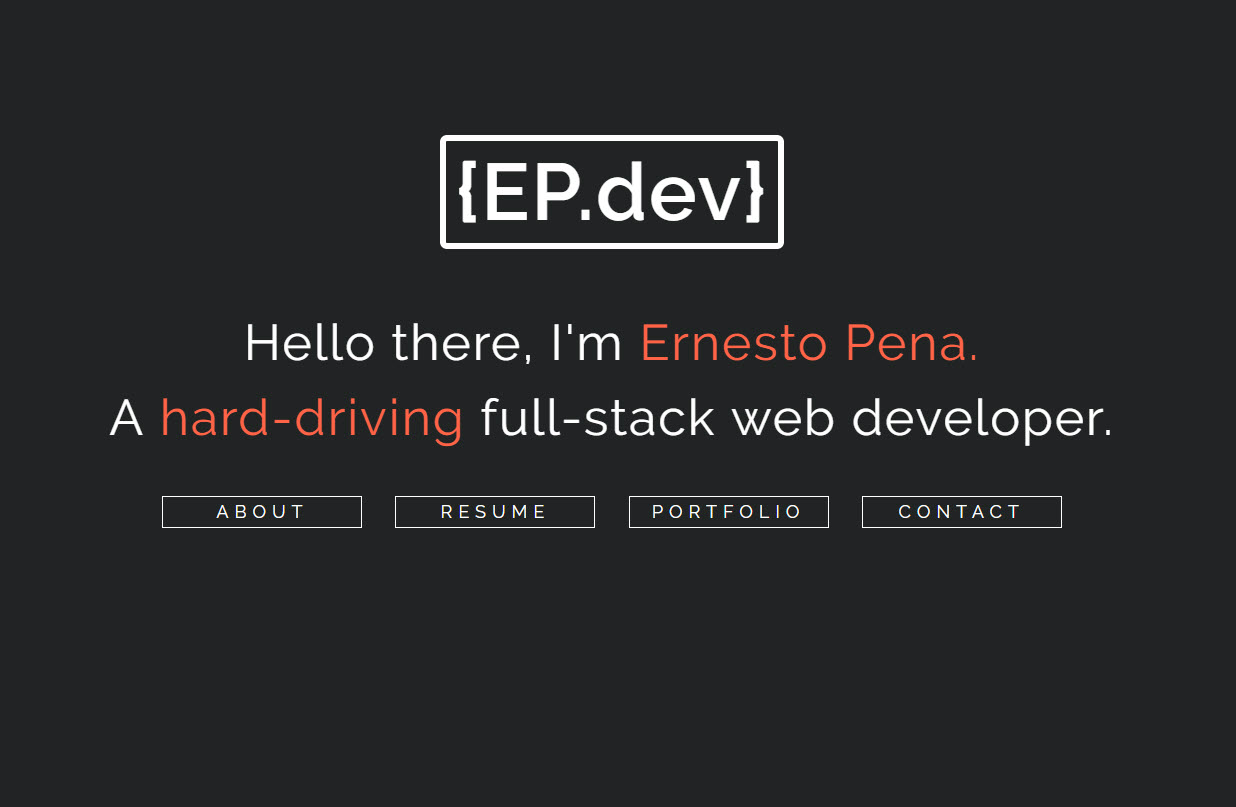 {EP.dev}
Hello there, I'm Ernesto Pena.
A hard-driving full-stack web developer.
ABOUT RESUME PORTFOLIO CONTACT